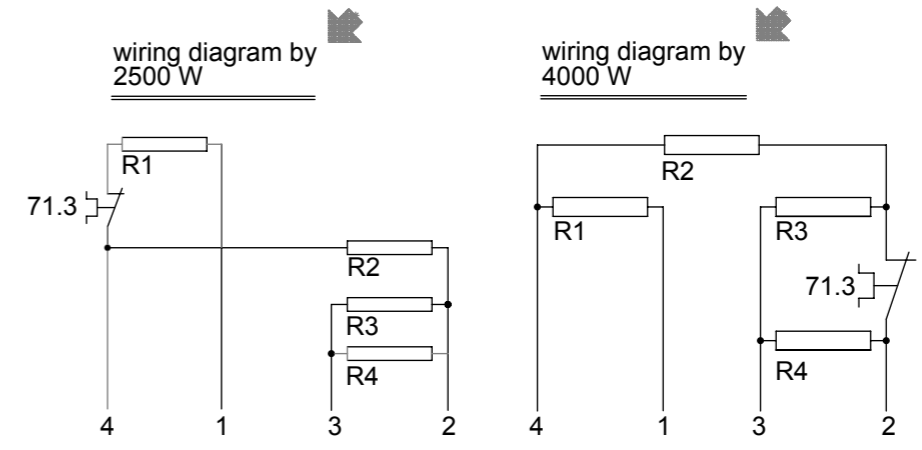 wiring diagram by
2500 W
R1
71.3
R2
R3
R4
4 1 3 2
wiring diagram by
4000 W
R2
R1 R3
71.3
R4
4 1 3 2